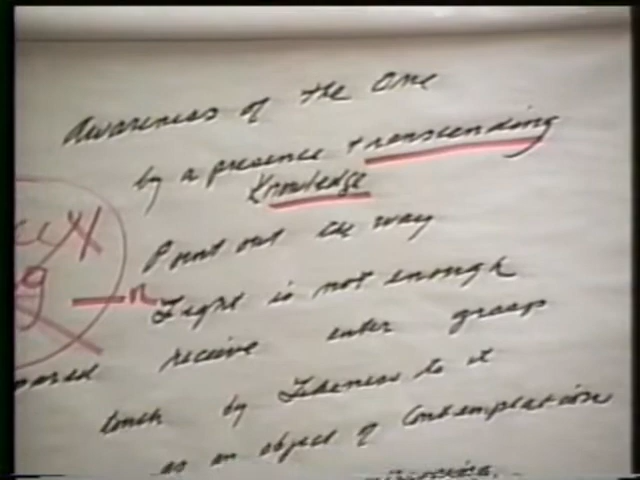 Awareness of the One
by a presence transcending
Knowledge
Point out the way
Light is not enough
receive enter grasp
touch by Likeness to it
as an object of Contemplation